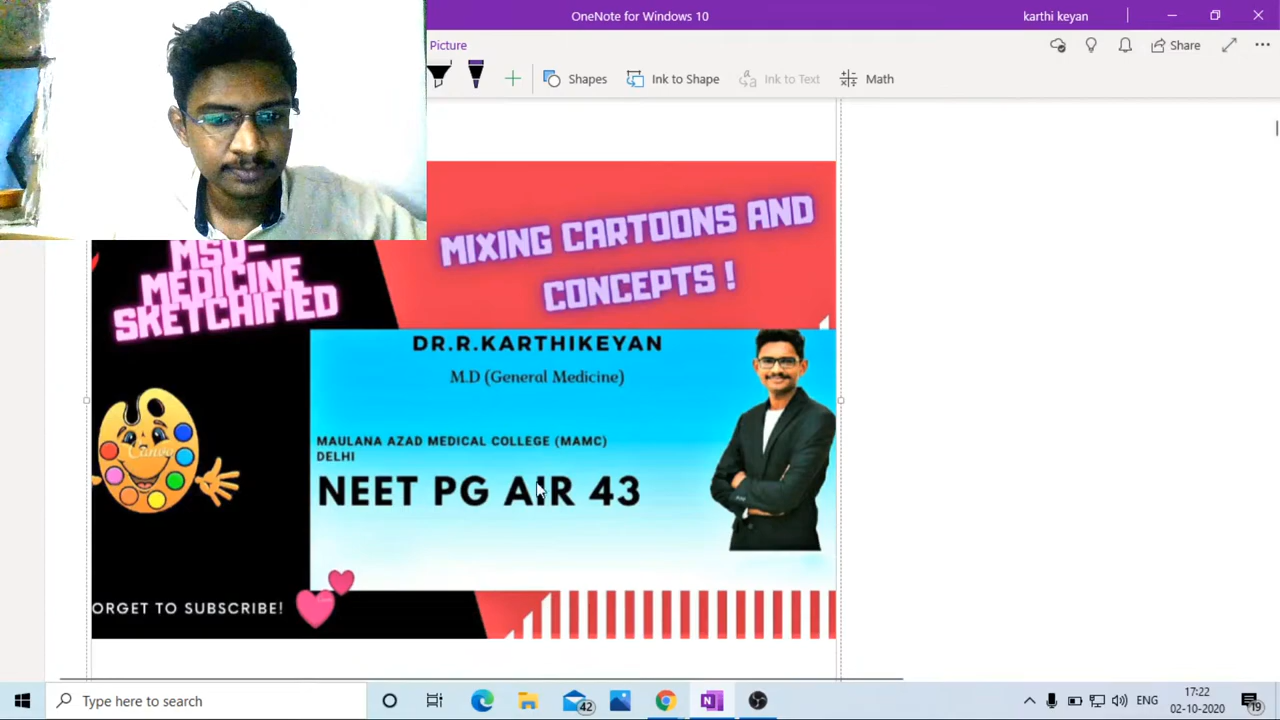 OneNote for Windows 10
karthi keyan
Picture
Share
Shapes
Ink to Shape
Ink to Text
Math
MIXING CARTOONS AND
CONCEPTS !
MSD-
MEDICINE
SKETCHIFIED
DR.R.KARTHIKEYAN
M.D (General Medicine)
MAULANA AZAD MEDICAL COLLEGE (MAMC)
DELHI
NEET PG AIR 43
Canva
ORGET TO SUBSCRIBE!
Type here to search
42
ENG
17:22
02-10-2020
19